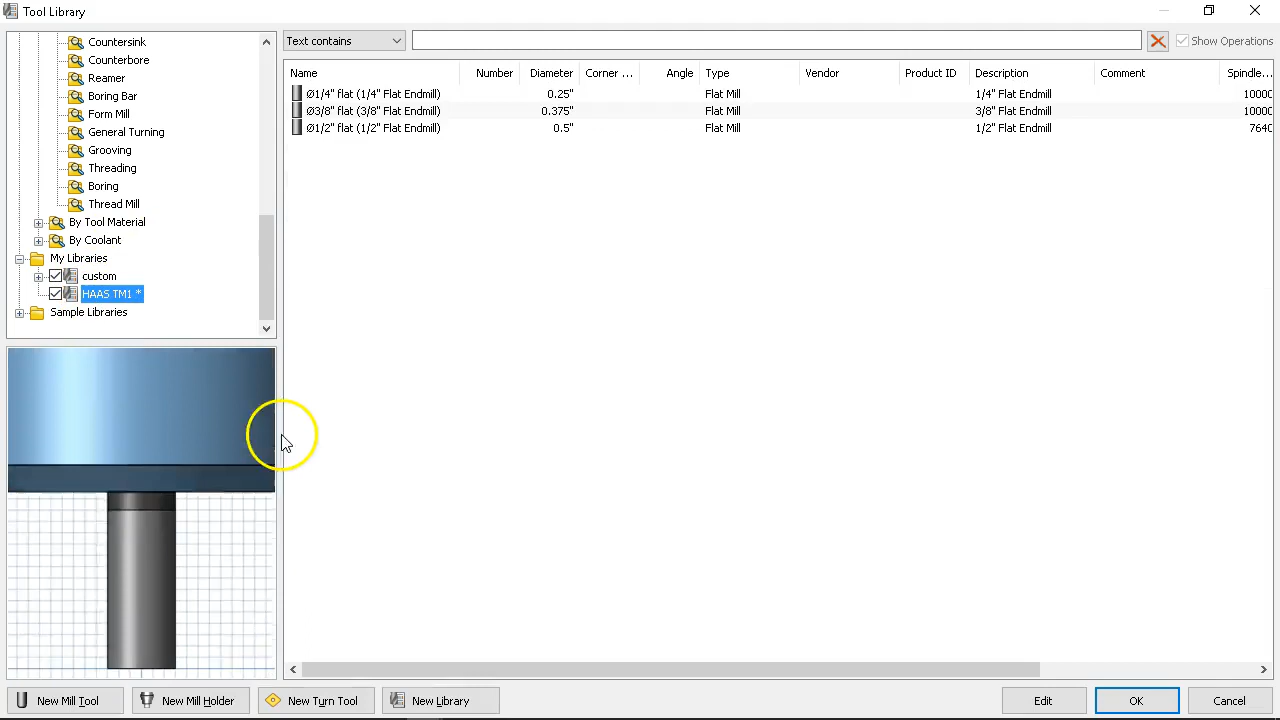 Tool Library
Countersink
Counterbore
Reamer
Boring Bar
Form Mill
General Turning
Grooving
Threading
Boring
Thread Mill
By Tool Material
By Coolant
My Libraries
custom
HAAS TM1 *
Sample Libraries
Text contains
Show Operations
Name Number Diameter Corner ... Angle Type Vendor Product ID Description Comment Spindle...
Ø1/4" flat (1/4" Flat Endmill) 0.25" Flat Mill 1/4" Flat Endmill 1000
Ø3/8" flat (3/8" Flat Endmill) 0.375" Flat Mill 3/8" Flat Endmill 1000
Ø1/2" flat (1/2" Flat Endmill) 0.5" Flat Mill 1/2" Flat Endmill 764
New Mill Tool New Mill Holder New Turn Tool New Library Edit OK Cancel